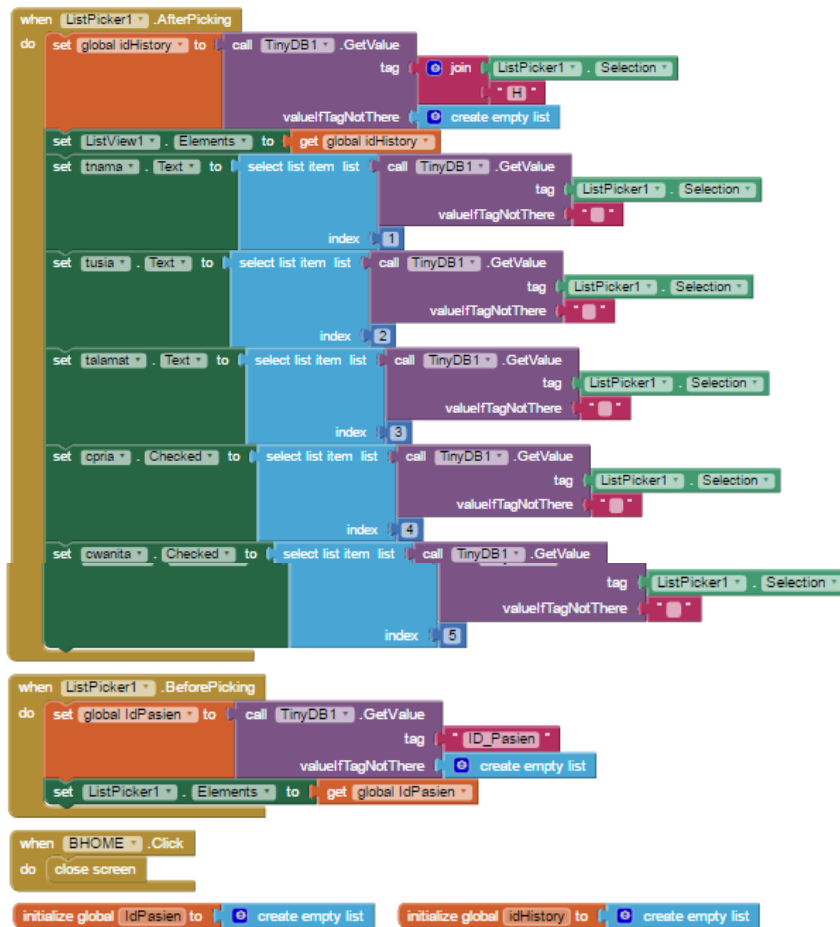 when ListPicker1 .AfterPicking
do set global idHistory to call TinyDB1 .GetValue
tag join ListPicker1 . Selection
" H "
valueIfTagNotThere create empty list
set ListView1 . Elements to get global idHistory
set tnama . Text to select list item list call TinyDB1 .GetValue
tag ListPicker1 . Selection
valueIfTagNotThere " "
index 1
set tusia . Text to select list item list call TinyDB1 .GetValue
tag ListPicker1 . Selection
valueIfTagNotThere " "
index 2
set talamat . Text to select list item list call TinyDB1 .GetValue
tag ListPicker1 . Selection
valueIfTagNotThere " "
index 3
set cpria . Checked to select list item list call TinyDB1 .GetValue
tag ListPicker1 . Selection
valueIfTagNotThere " "
index 4
set cwanita . Checked to select list item list call TinyDB1 .GetValue
tag ListPicker1 . Selection
valueIfTagNotThere " "
index 5
when ListPicker1 .BeforePicking
do set global IdPasien to call TinyDB1 .GetValue
tag " ID_Pasien "
valueIfTagNotThere create empty list
set ListPicker1 . Elements to get global IdPasien
when BHOME .Click
do close screen
initialize global IdPasien to create empty list initialize global idHistory to create empty list